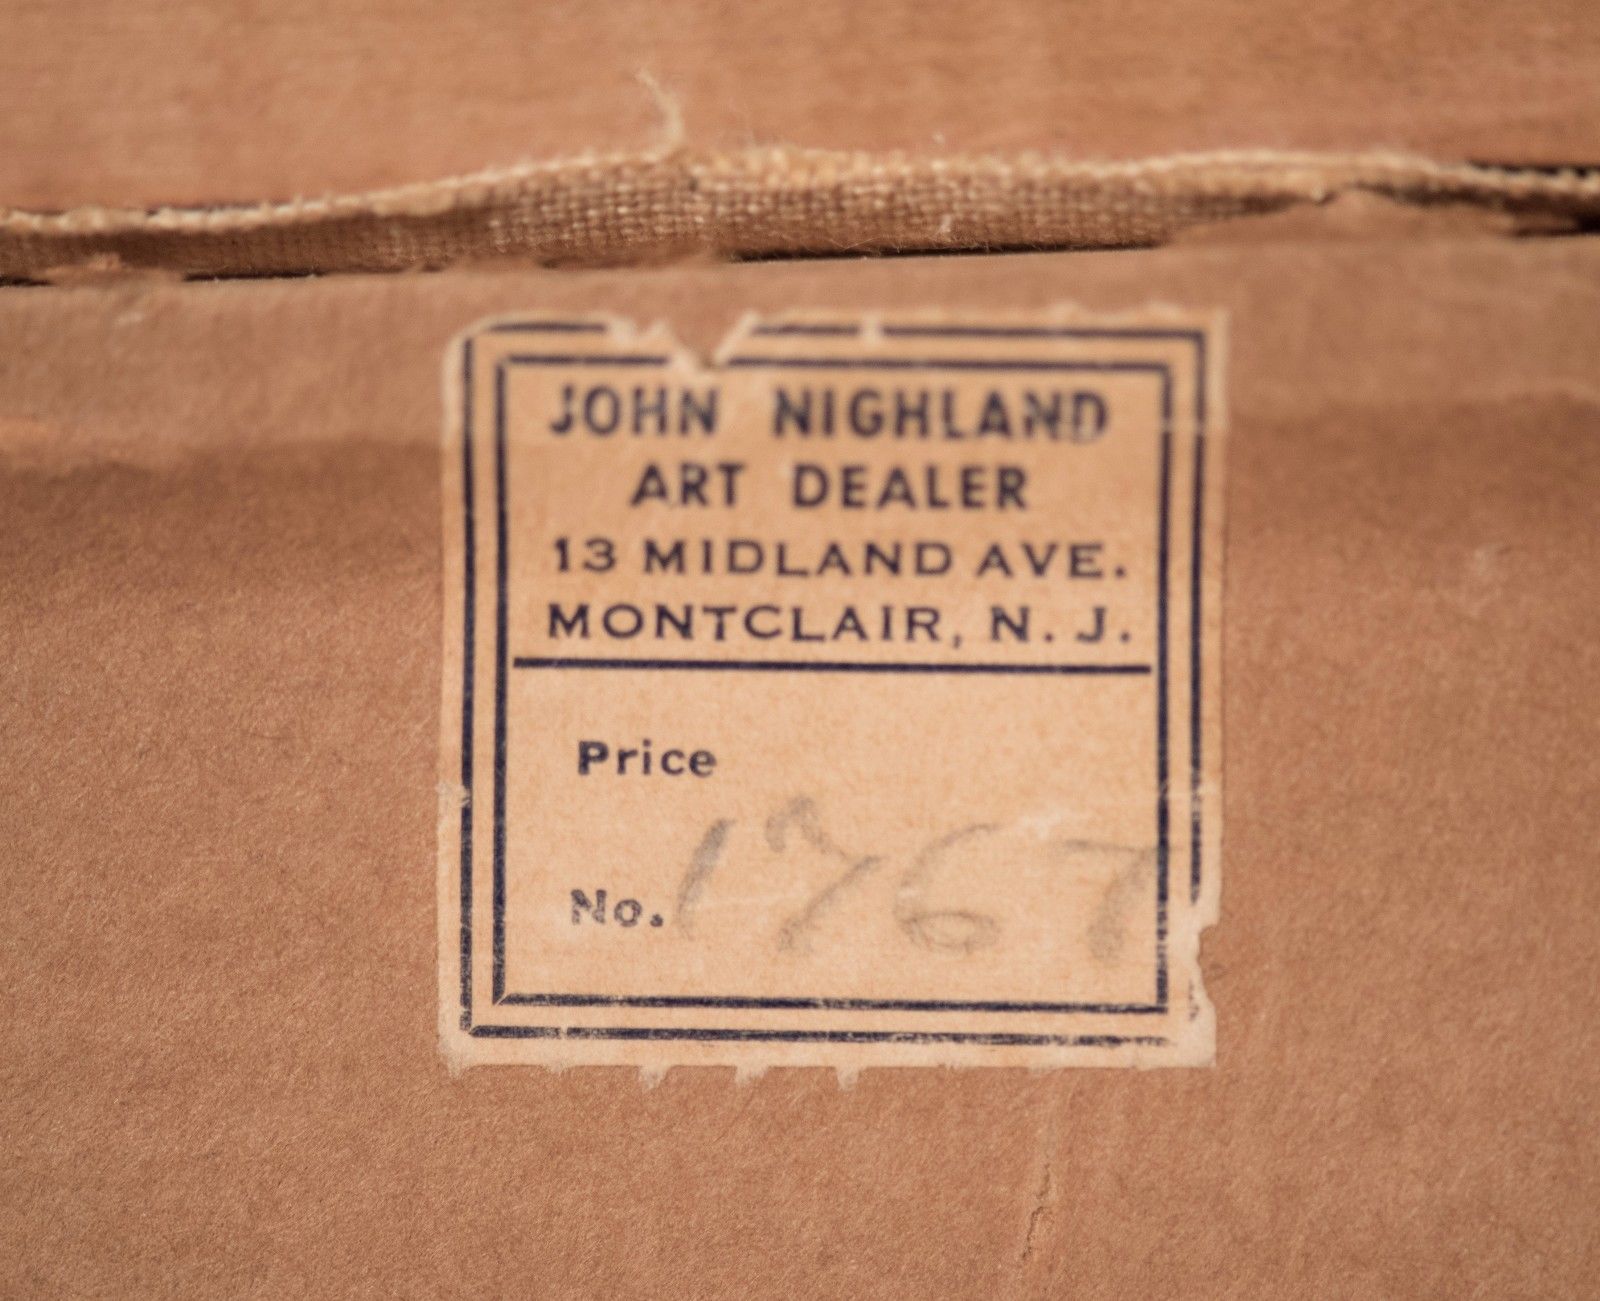 JOHN NIGHLAND
ART DEALER
13 MIDLAND AVE.
MONTCLAIR, N. J.
Price
No. 1767